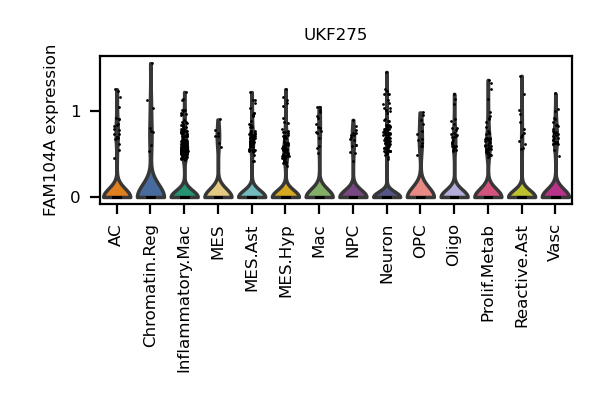 UKF275
FAM104A expression
1
0
AC
Chromatin.Reg
Inflammatory.Mac
MES
MES.Ast
MES.Hyp
Mac
NPC
Neuron
OPC
Oligo
Prolif.Metab
Reactive.Ast
Vasc